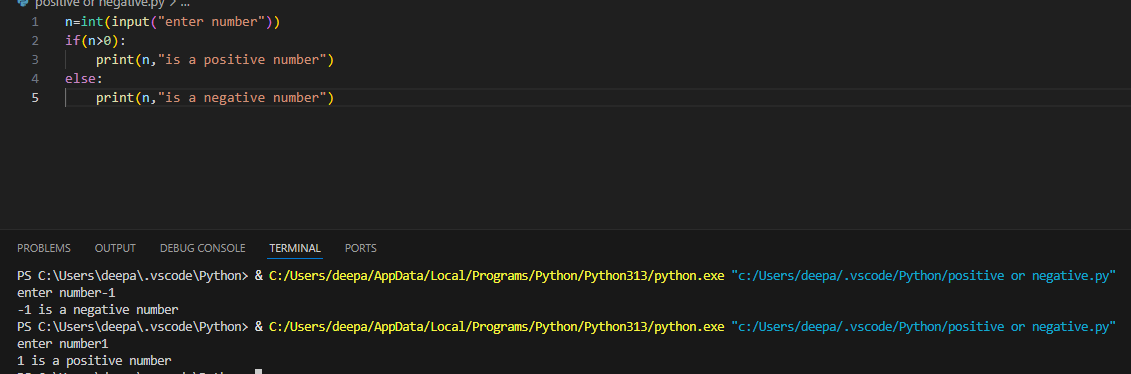 positive or negative.py > ...
1 n=int(input("enter number"))
2 if(n>0):
3 print(n,"is a positive number")
4 else:
5 print(n,"is a negative number")
PROBLEMS OUTPUT DEBUG CONSOLE TERMINAL PORTS
PS C:\Users\deepa\.vscode\Python> & C:/Users/deepa/AppData/Local/Programs/Python/Python313/python.exe "c:/Users/deepa/.vscode/Python/positive or negative.py"
enter number-1
-1 is a negative number
PS C:\Users\deepa\.vscode\Python> & C:/Users/deepa/AppData/Local/Programs/Python/Python313/python.exe "c:/Users/deepa/.vscode/Python/positive or negative.py"
enter number1
1 is a positive number